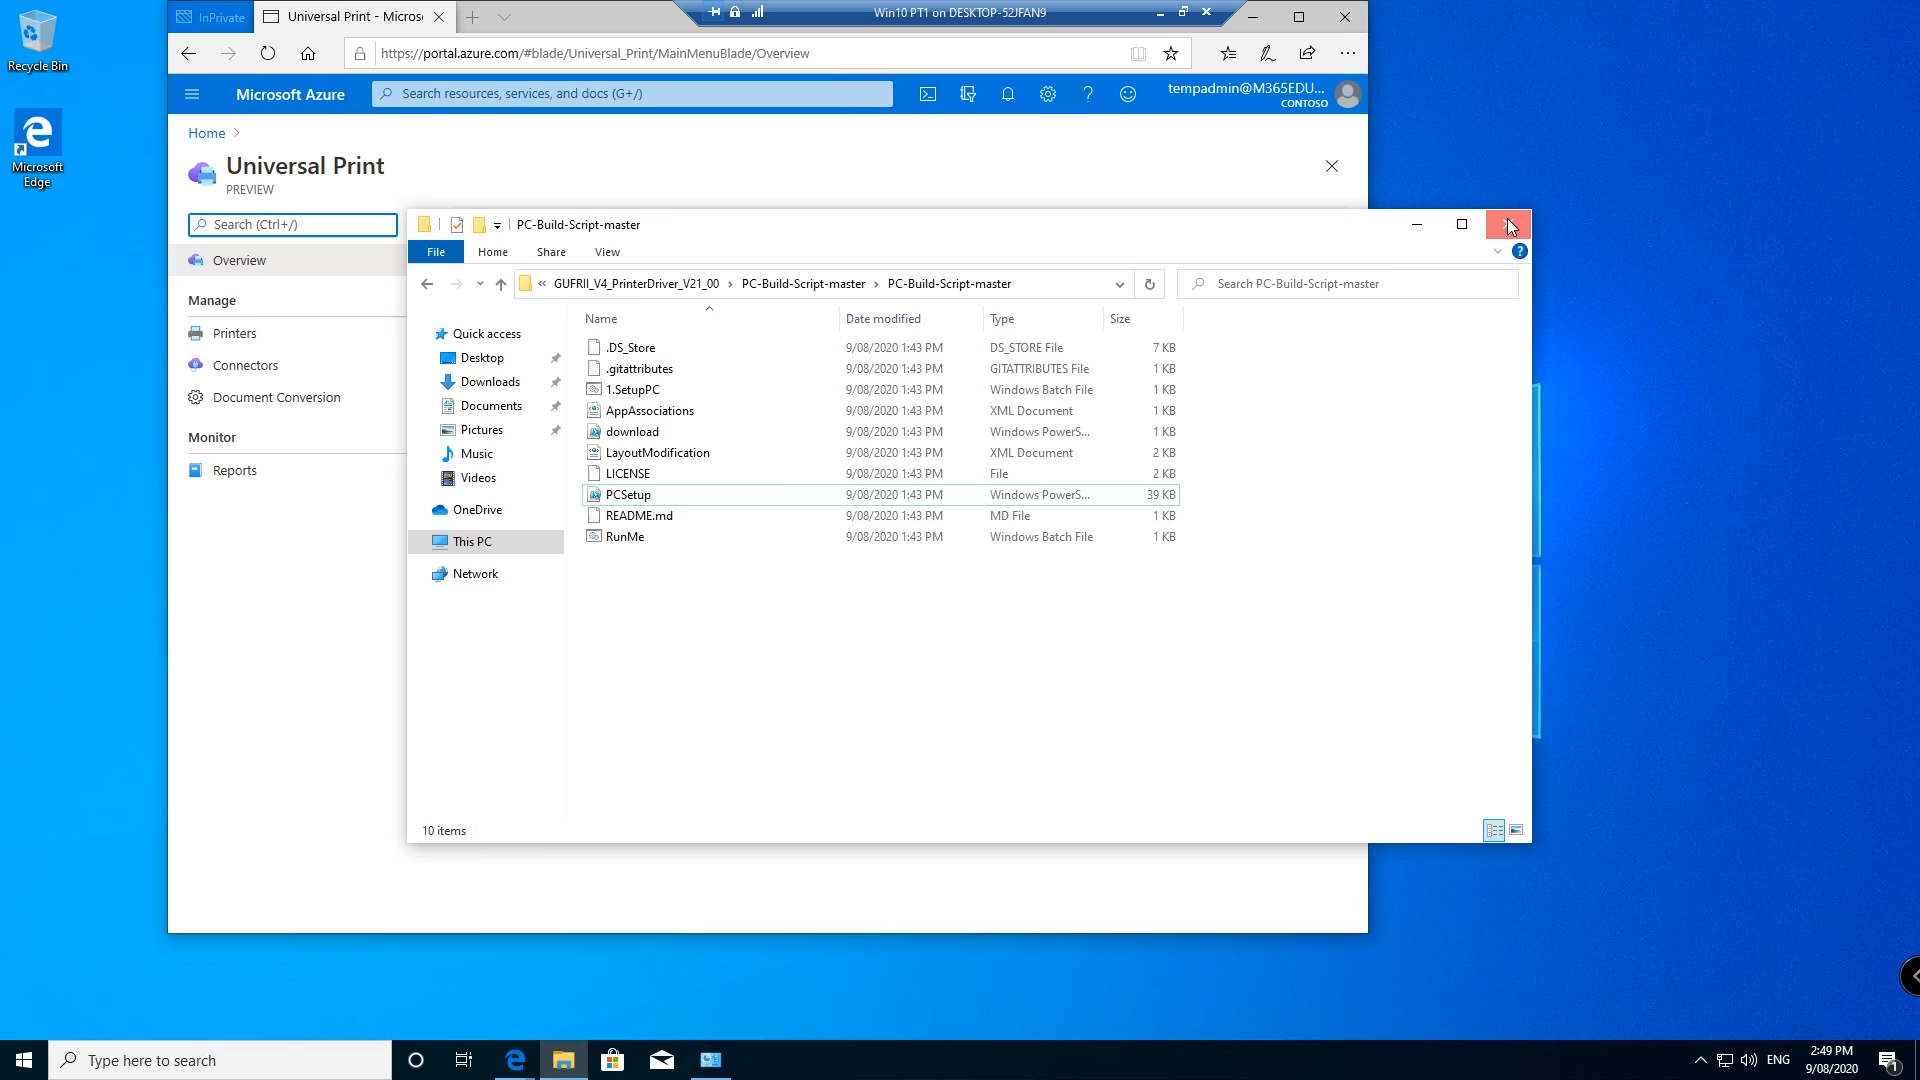 Recycle Bin
Microsoft
Edge
InPrivate
Universal Print - Micros
Win10 PT1 on DESKTOP-52JFAN9
https://portal.azure.com/#blade/Universal_Print/MainMenuBlade/Overview
Microsoft Azure
Search resources, services, and docs (G+/)
tempadmin@M365EDU...
CONTOSO
Home
Universal Print
PREVIEW
Search (Ctrl+/)
Overview
Manage
Printers
Connectors
Document Conversion
Monitor
Reports
PC-Build-Script-master
File Home Share View
« GUFRII_V4_PrinterDriver_V21_00 › PC-Build-Script-master › PC-Build-Script-master
Search PC-Build-Script-master
Quick access
Desktop
Downloads
Documents
Pictures
Music
Videos
OneDrive
This PC
Network
Name Date modified Type Size
.DS_Store 9/08/2020 1:43 PM DS_STORE File 7 KB
.gitattributes 9/08/2020 1:43 PM GITATTRIBUTES File 1 KB
1.SetupPC 9/08/2020 1:43 PM Windows Batch File 1 KB
AppAssociations 9/08/2020 1:43 PM XML Document 1 KB
download 9/08/2020 1:43 PM Windows PowerS... 1 KB
LayoutModification 9/08/2020 1:43 PM XML Document 2 KB
LICENSE 9/08/2020 1:43 PM File 2 KB
PCSetup 9/08/2020 1:43 PM Windows PowerS... 39 KB
README.md 9/08/2020 1:43 PM MD File 1 KB
RunMe 9/08/2020 1:43 PM Windows Batch File 1 KB
10 items
Type here to search
ENG
2:49 PM
9/08/2020
1